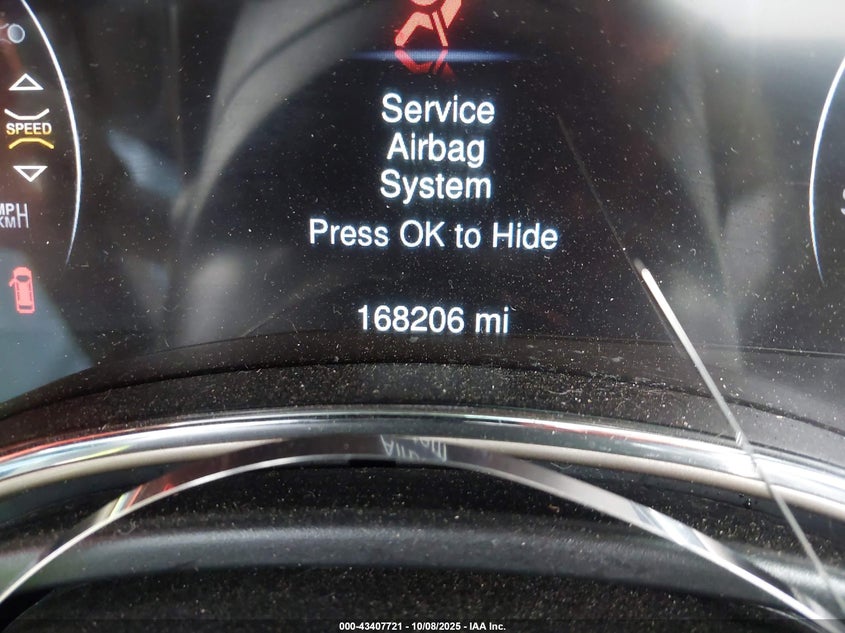 SPEED
MPH
KM
Service
Airbag
System
Press OK to Hide
168206 mi
000-43407721 - 10/08/2025 - IAA Inc.